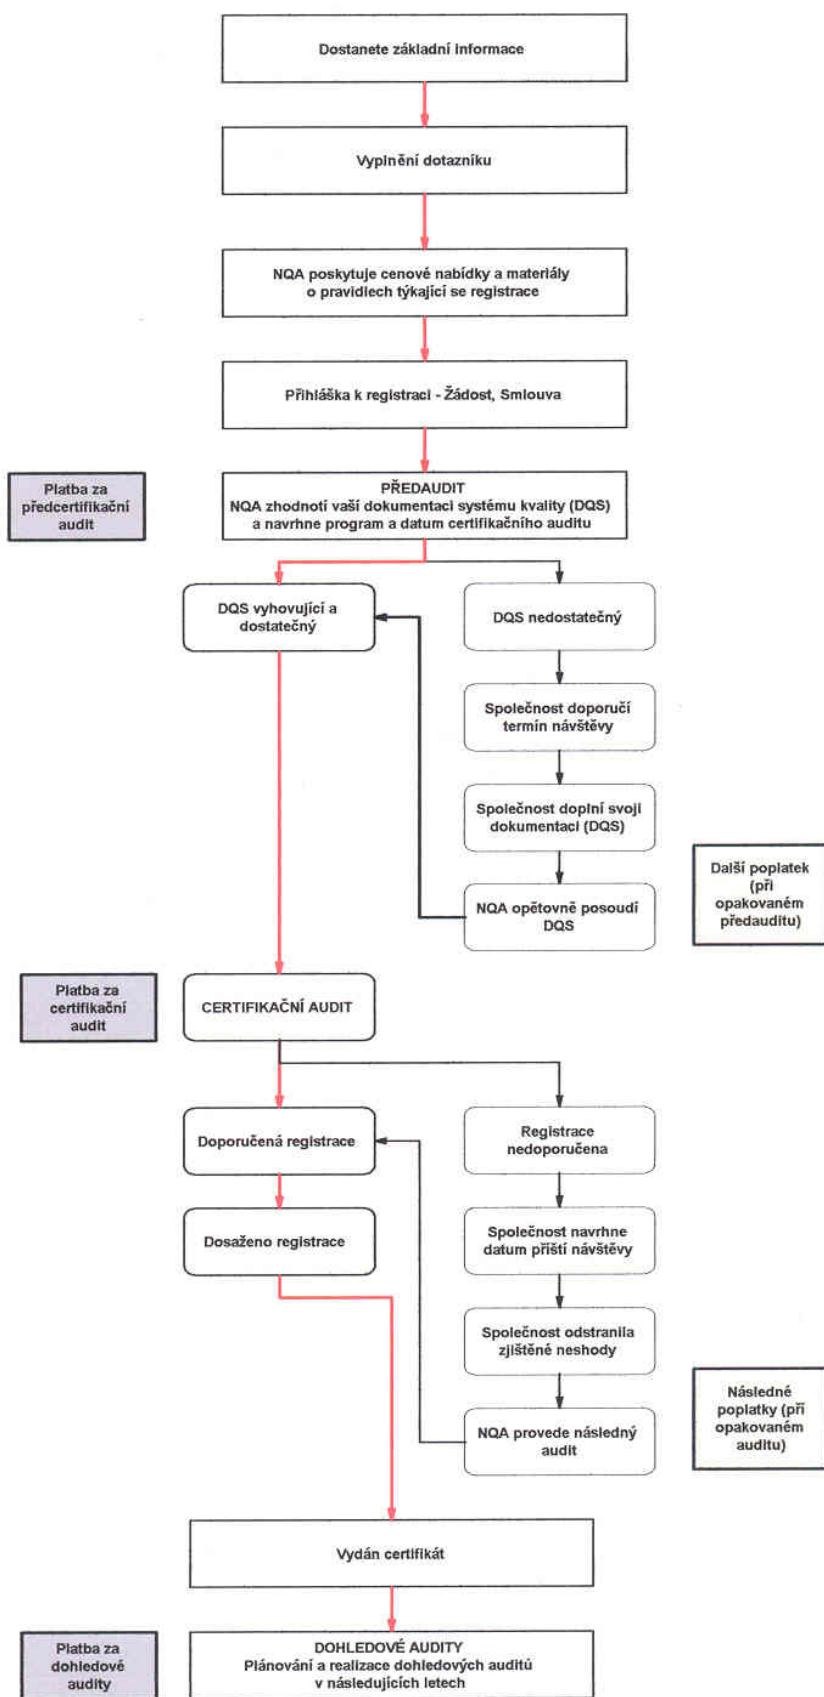 Dostanete základní informace
Vyplnění dotazníku
NQA poskytuje cenové nabídky a materiály
o pravidlech týkající se registrace
Přihláška k registraci - Žádost, Smlouva
Platba za
předcertifikační
audit
PŘEDAUDIT
NQA zhodnotí vaší dokumentaci systému kvality (DQS)
a navrhne program a datum certifikačního auditu
DQS vyhovující a
dostatečný
DQS nedostatečný
Společnost doporučí
termín návštěvy
Společnost doplní svoji
dokumentaci (DQS)
NQA opětovně posoudí
DQS
Další poplatek
(při
opakovaném
předauditu)
Platba za
certifikační
audit
CERTIFIKAČNÍ AUDIT
Doporučená registrace
Registrace
nedoporučena
Dosaženo registrace
Společnost navrhne
datum příští návštěvy
Společnost odstranila
zjištěné neshody
NQA provede následný
audit
Následné
poplatky (při
opakovaném
auditu)
Vydán certifikát
Platba za
dohledové
audity
DOHLEDOVÉ AUDITY
Plánování a realizace dohledových auditů
v následujících letech